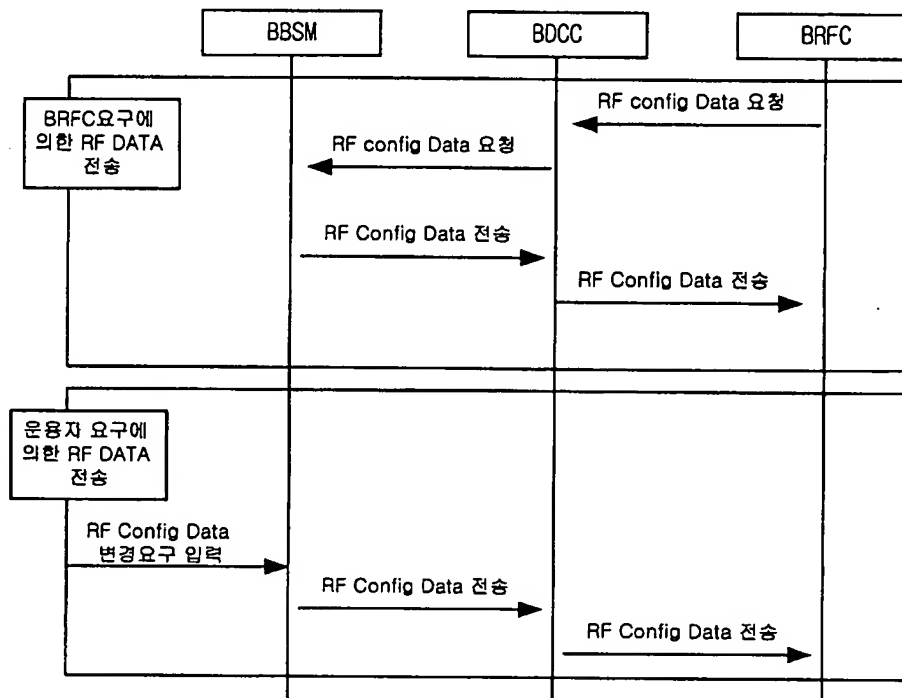 BBSM
BDCC
BRFC
BRFC요구에
의한 RF DATA
전송
RF config Data 요청
RF config Data 요청
RF Config Data 전송
RF Config Data 전송
운용자 요구에
의한 RF DATA
전송
RF Config Data
변경요구 입력
RF Config Data 전송
RF Config Data 전송